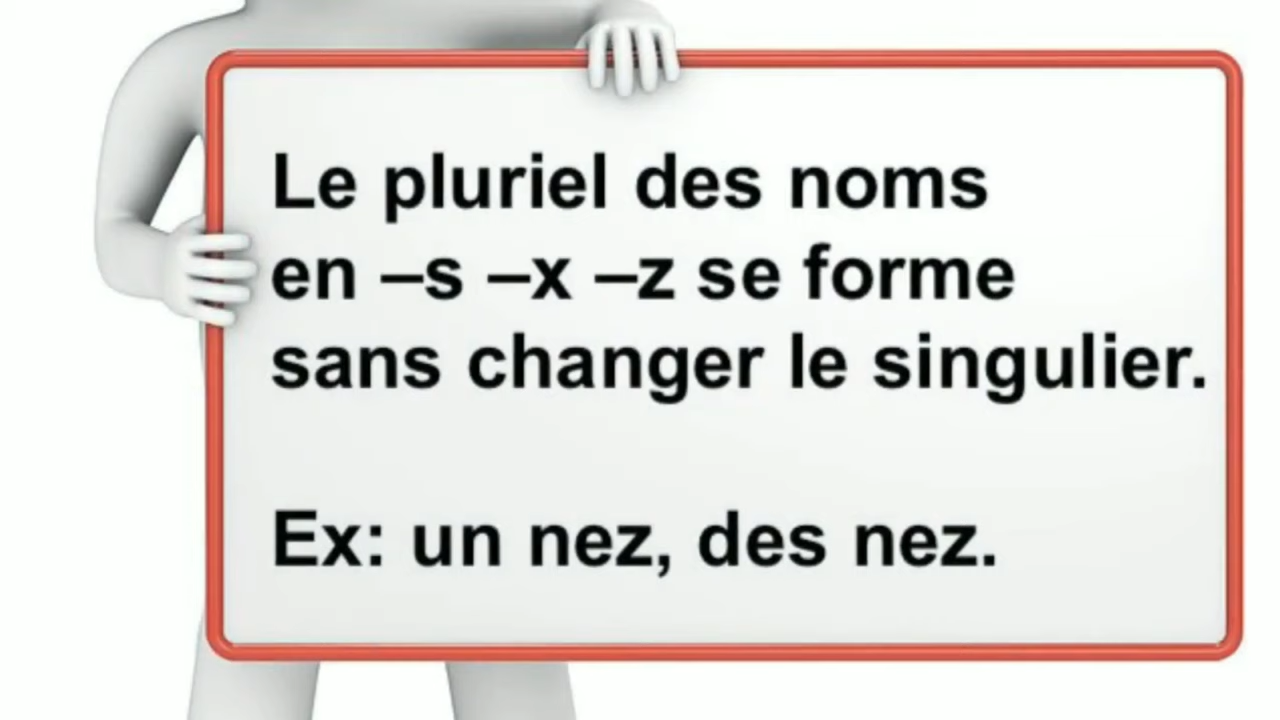 Le pluriel des noms
en –s –x –z se forme
sans changer le singulier.
Ex: un nez, des nez.